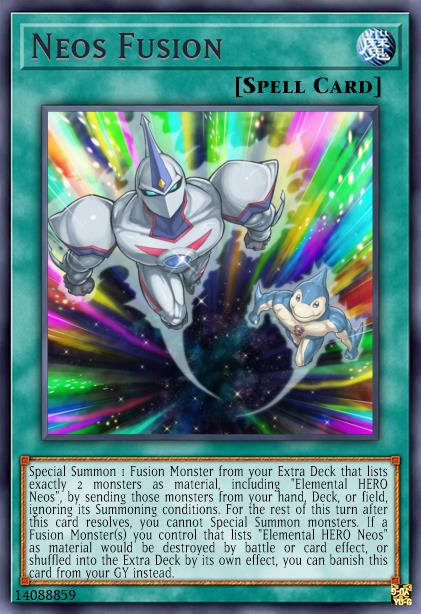 Neos Fusion
[Spell Card]
Special Summon 1 Fusion Monster from your Extra Deck that lists
exactly 2 monsters as material, including "Elemental HERO
Neos", by sending those monsters from your hand, Deck, or field,
ignoring its Summoning conditions. For the rest of this turn after
this card resolves, you cannot Special Summon monsters. If a
Fusion Monster(s) you control that lists "Elemental HERO Neos"
as material would be destroyed by battle or card effect, or
shuffled into the Extra Deck by its own effect, you can banish this
card from your GY instead.
14088859